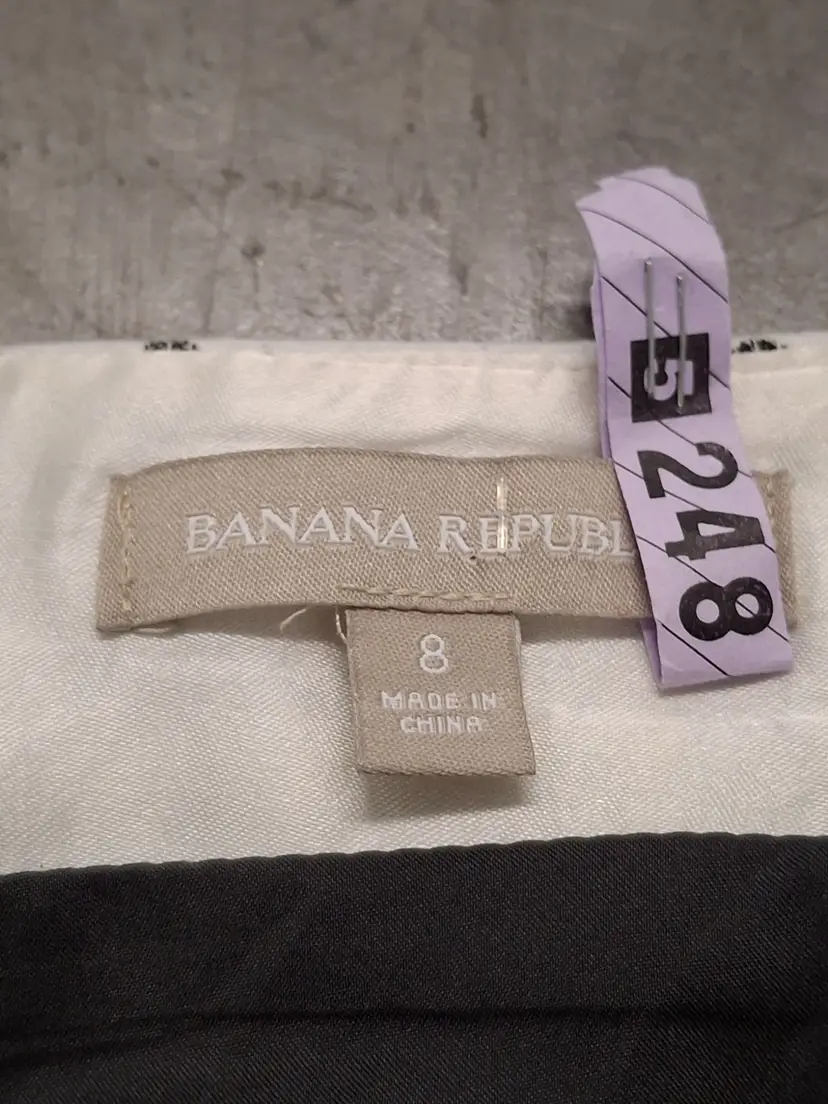 BANANA REPUBL
8
MADE IN
CHINA
5 248